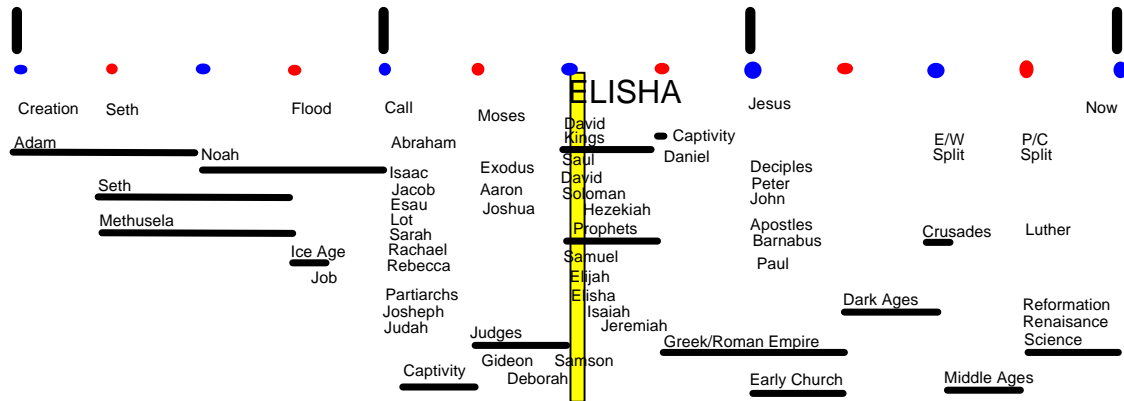 ELISHA
Creation
Seth
Flood
Call
Moses
Jesus
Now
Adam
Noah
Seth
Methusela
Ice Age
Job
Abraham
Isaac
Jacob
Esau
Lot
Sarah
Rachael
Rebecca
Partiarchs
Josheph
Judah
Captivity
Exodus
Aaron
Joshua
Judges
Gideon
Deborah
Samson
David
Kings
Saul
David
Soloman
Hezekiah
Prophets
Samuel
Elijah
Elisha
Isaiah
Jeremiah
Captivity
Daniel
Greek/Roman Empire
Deciples
Peter
John
Apostles
Barnabus
Paul
Early Church
Dark Ages
E/W
Split
Crusades
Middle Ages
P/C
Split
Luther
Reformation
Renaisance
Science